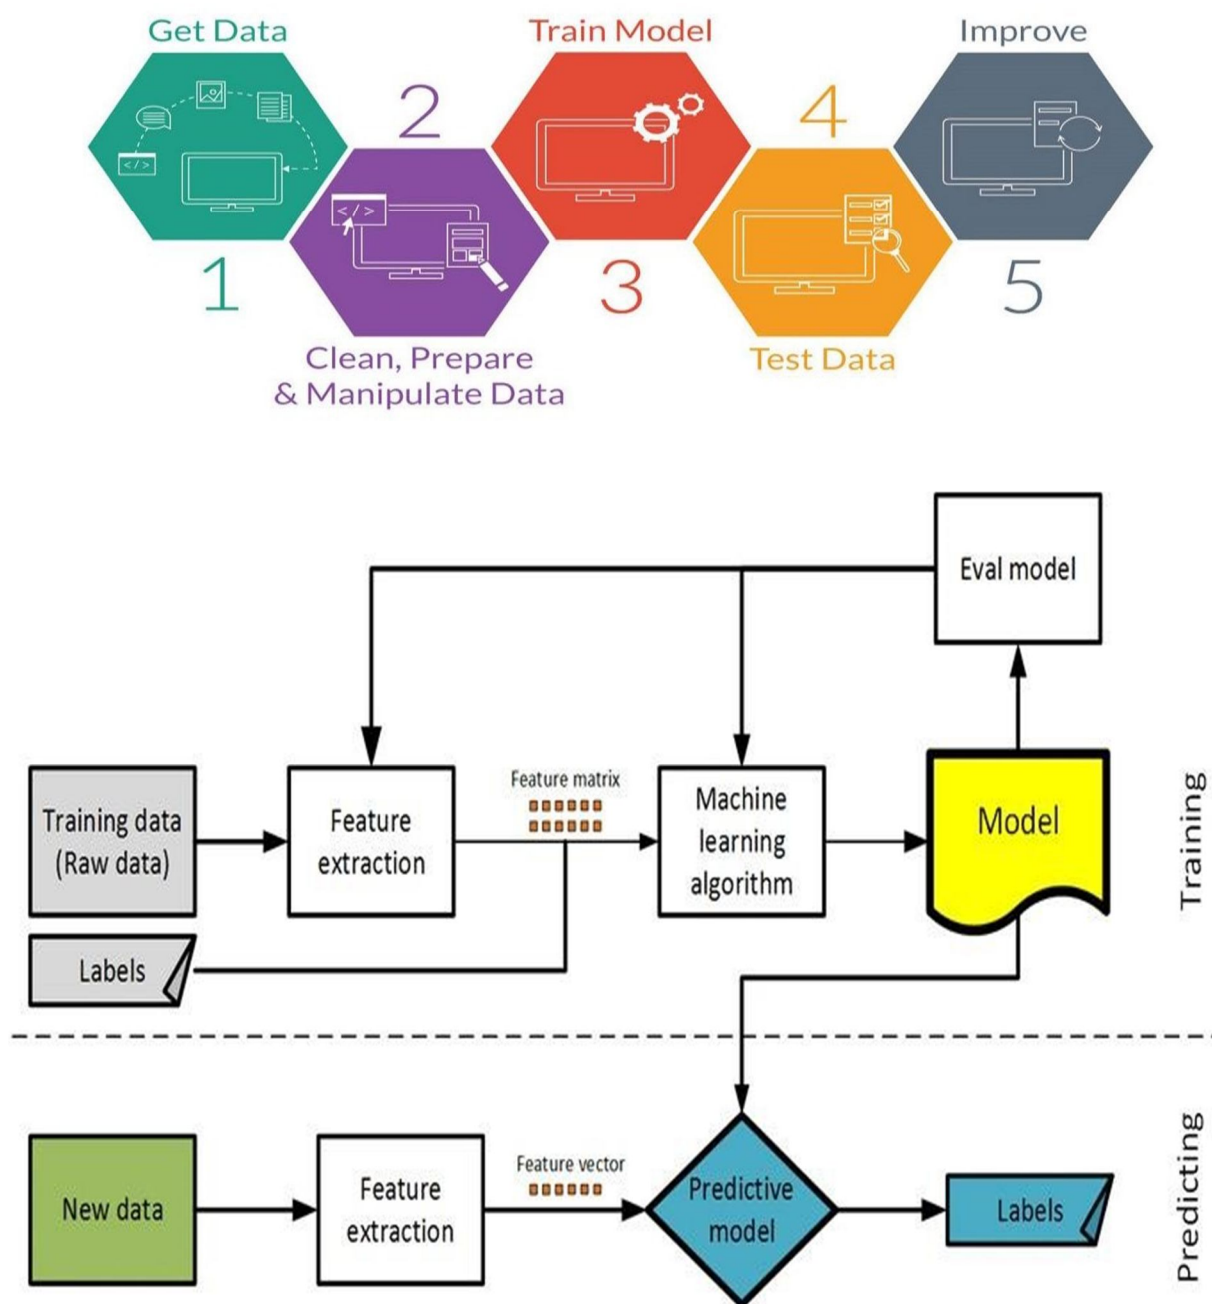 Get Data
Train Model
Improve
2
4
</>
</>
1
3
5
Clean, Prepare
& Manipulate Data
Test Data
Eval model
Training data
(Raw data)
Feature
extraction
Feature matrix
Machine
learning
algorithm
Model
Training
Labels
New data
Feature
extraction
Feature vector
Predictive
model
Labels
Predicting